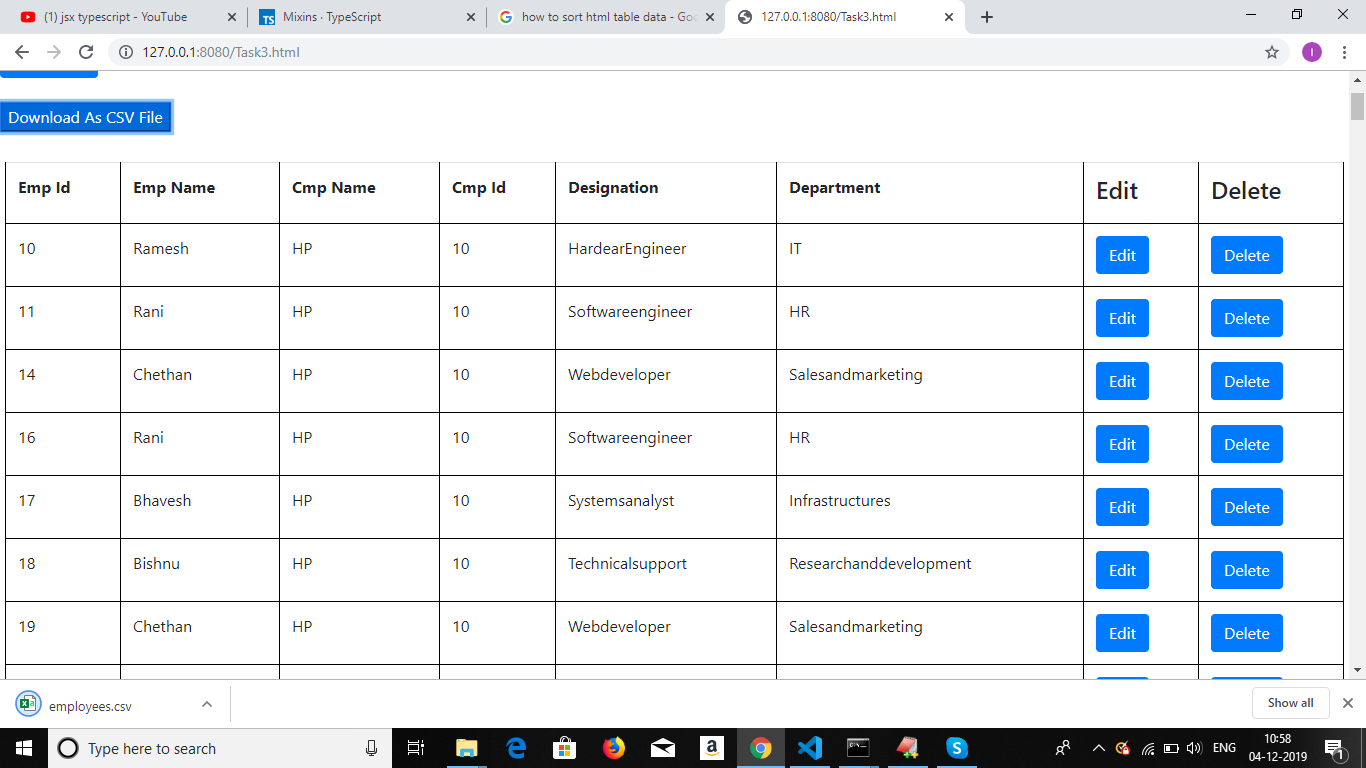 (1) jsx typescript - YouTube
TS Mixins · TypeScript
G how to sort html table data - Goo
127.0.0.1:8080/Task3.html
127.0.0.1:8080/Task3.html
I
Download As CSV File
Emp Id Emp Name Cmp Name Cmp Id Designation Department Edit Delete
10 Ramesh HP 10 HardearEngineer IT Edit Delete
11 Rani HP 10 Softwareengineer HR Edit Delete
14 Chethan HP 10 Webdeveloper Salesandmarketing Edit Delete
16 Rani HP 10 Softwareengineer HR Edit Delete
17 Bhavesh HP 10 Systemsanalyst Infrastructures Edit Delete
18 Bishnu HP 10 Technicalsupport Researchanddevelopment Edit Delete
19 Chethan HP 10 Webdeveloper Salesandmarketing Edit Delete
employees.csv
Show all
Type here to search
ENG
10:58
04-12-2019
1